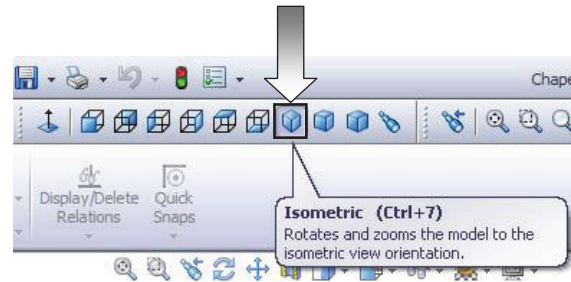 Chape
Display/Delete Relations
Quick Snaps
Isometric (Ctrl+7)
Rotates and zooms the model to the
isometric view orientation.